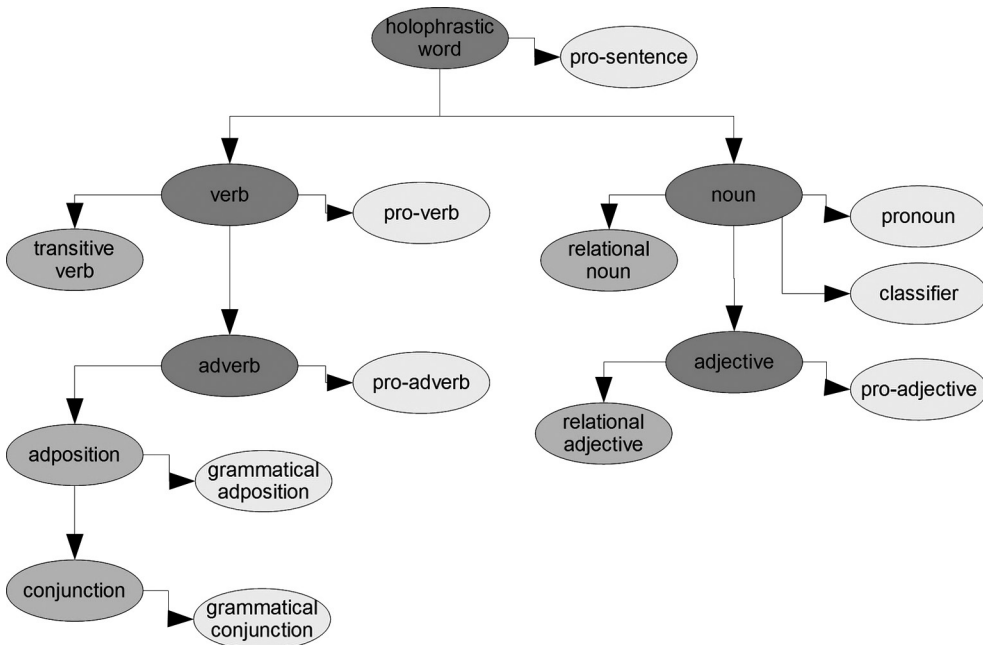 holophrastic
word
pro-sentence
verb
pro-verb
noun
pronoun
transitive
verb
relational
noun
classifier
adverb
pro-adverb
adjective
pro-adjective
adposition
grammatical
adposition
relational
adjective
conjunction
grammatical
conjunction